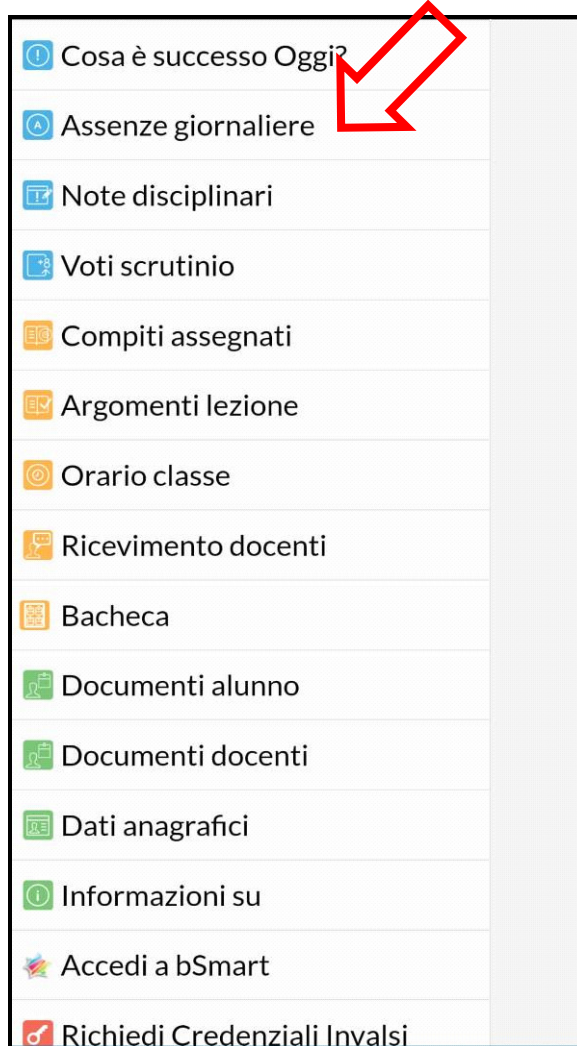 Cosa è successo Oggi?
Assenze giornaliere
Note disciplinari
Voti scrutinio
Compiti assegnati
Argomenti lezione
Orario classe
Ricevimento docenti
Bacheca
Documenti alunno
Documenti docenti
Dati anagrafici
Informazioni su
Accedi a bSmart
Richiedi Credenziali Invalsi